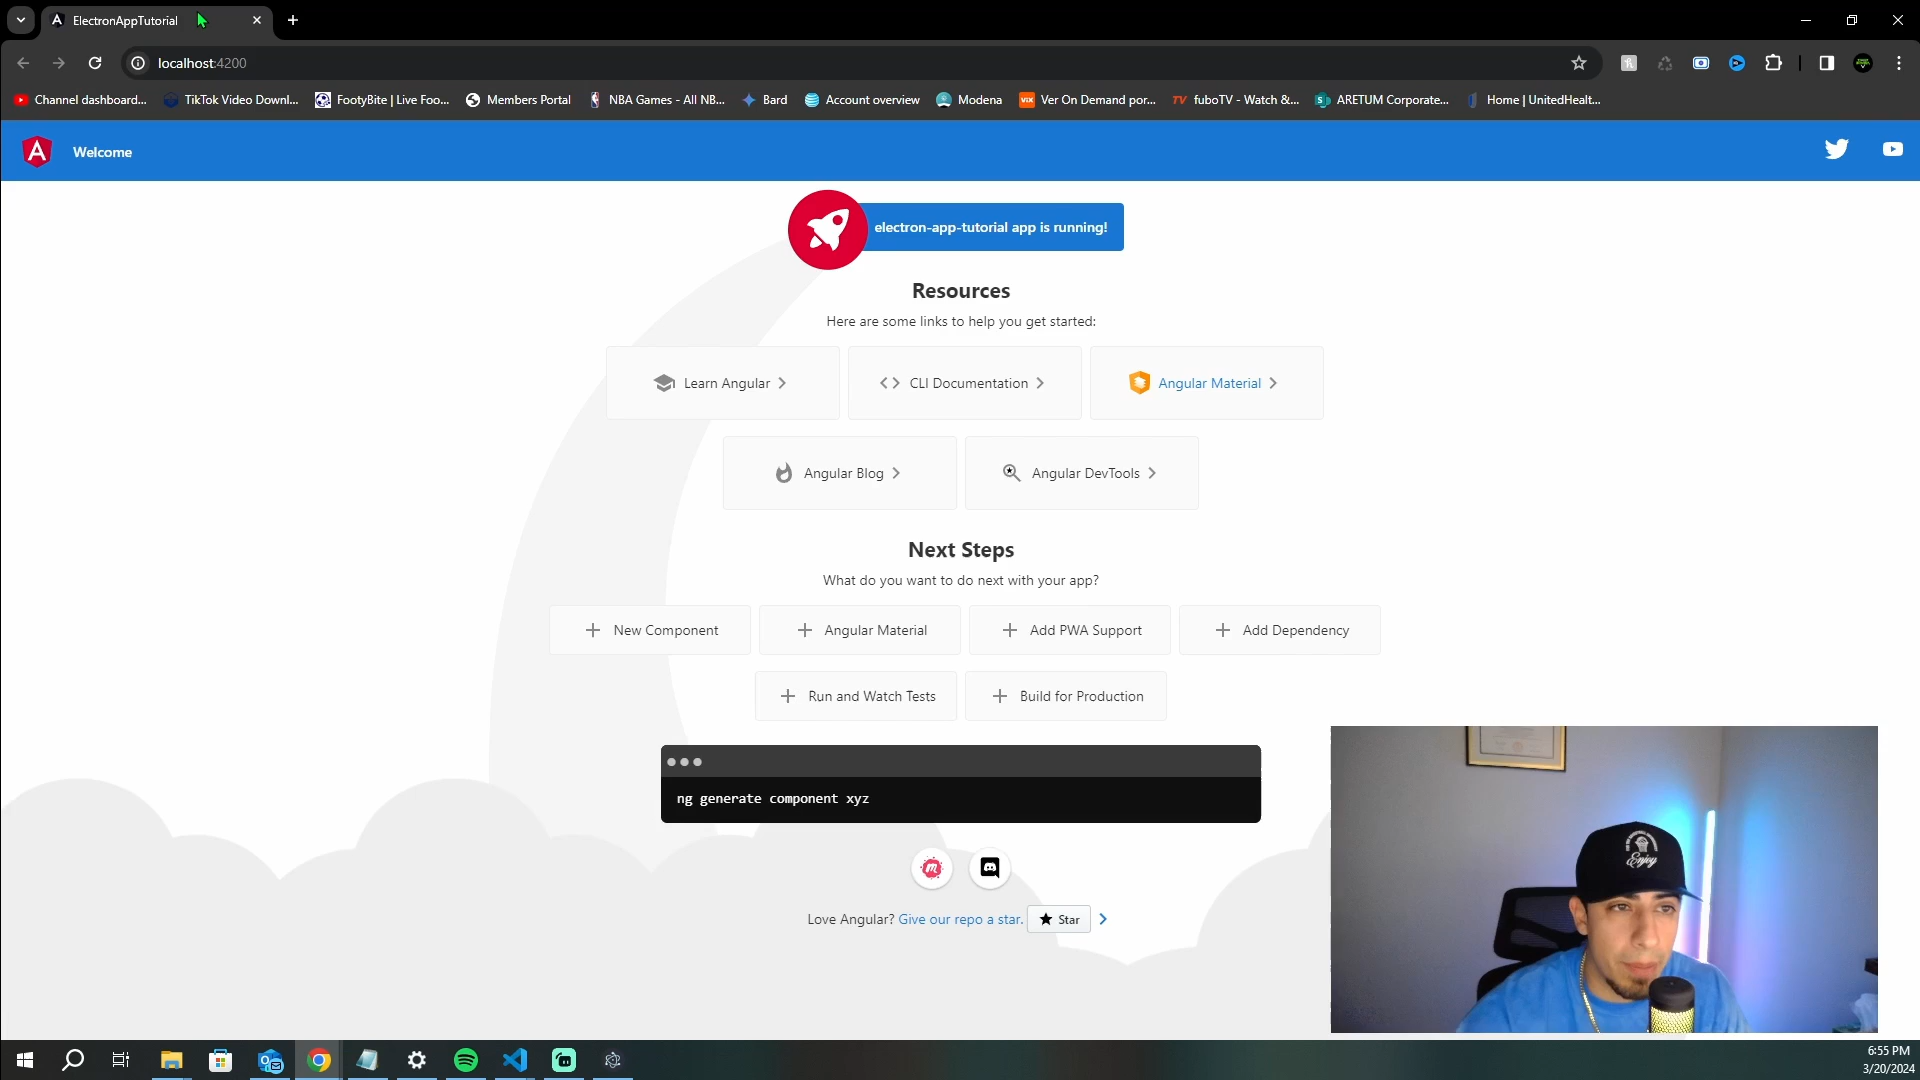 ElectronAppTutorial
localhost:4200
Channel dashboard...
TikTok Video Downl...
FootyBite | Live Foo...
Members Portal
NBA Games - All NB...
Bard
Account overview
Modena
Ver On Demand por...
fuboTV - Watch &...
ARETUM Corporate...
Home | UnitedHealt...
Welcome
electron-app-tutorial app is running!
Resources
Here are some links to help you get started:
Learn Angular
CLI Documentation
Angular Material
Angular Blog
Angular DevTools
Next Steps
What do you want to do next with your app?
New Component
Angular Material
Add PWA Support
Add Dependency
Run and Watch Tests
Build for Production
ng generate component xyz
Love Angular? Give our repo a star. Star
Enjoy
6:55 PM
3/20/2024